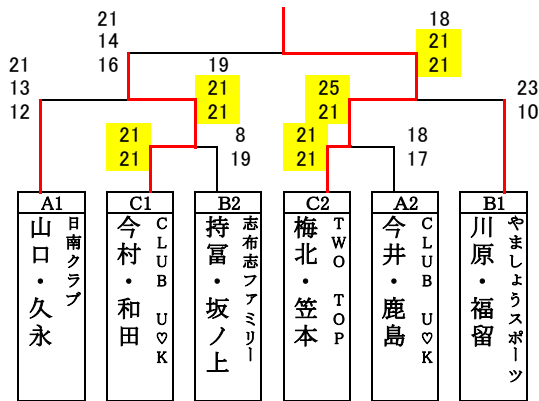 21
14
16
18
21
21
21
13
12
19
21
21
25
21
23
10
21
21
8
19
21
21
18
17
A1
日南クラブ
山口・久永
C1
CLUB U♡K
今村・和田
B2
志布志ファミリー
持冨・坂ノ上
C2
TWO TOP
梅北・笠本
A2
CLUB U♡K
今井・鹿島
B1
やましょうスポーツ
川原・福留